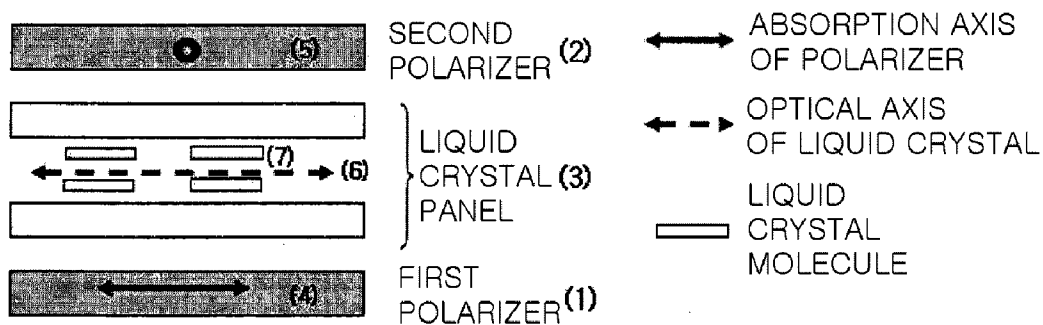 (5)
SECOND
POLARIZER (2)
(7)
(6)
LIQUID
CRYSTAL (3)
PANEL
(4)
FIRST
POLARIZER (1)
ABSORPTION AXIS
OF POLARIZER
OPTICAL AXIS
OF LIQUID CRYSTAL
LIQUID
CRYSTAL
MOLECULE